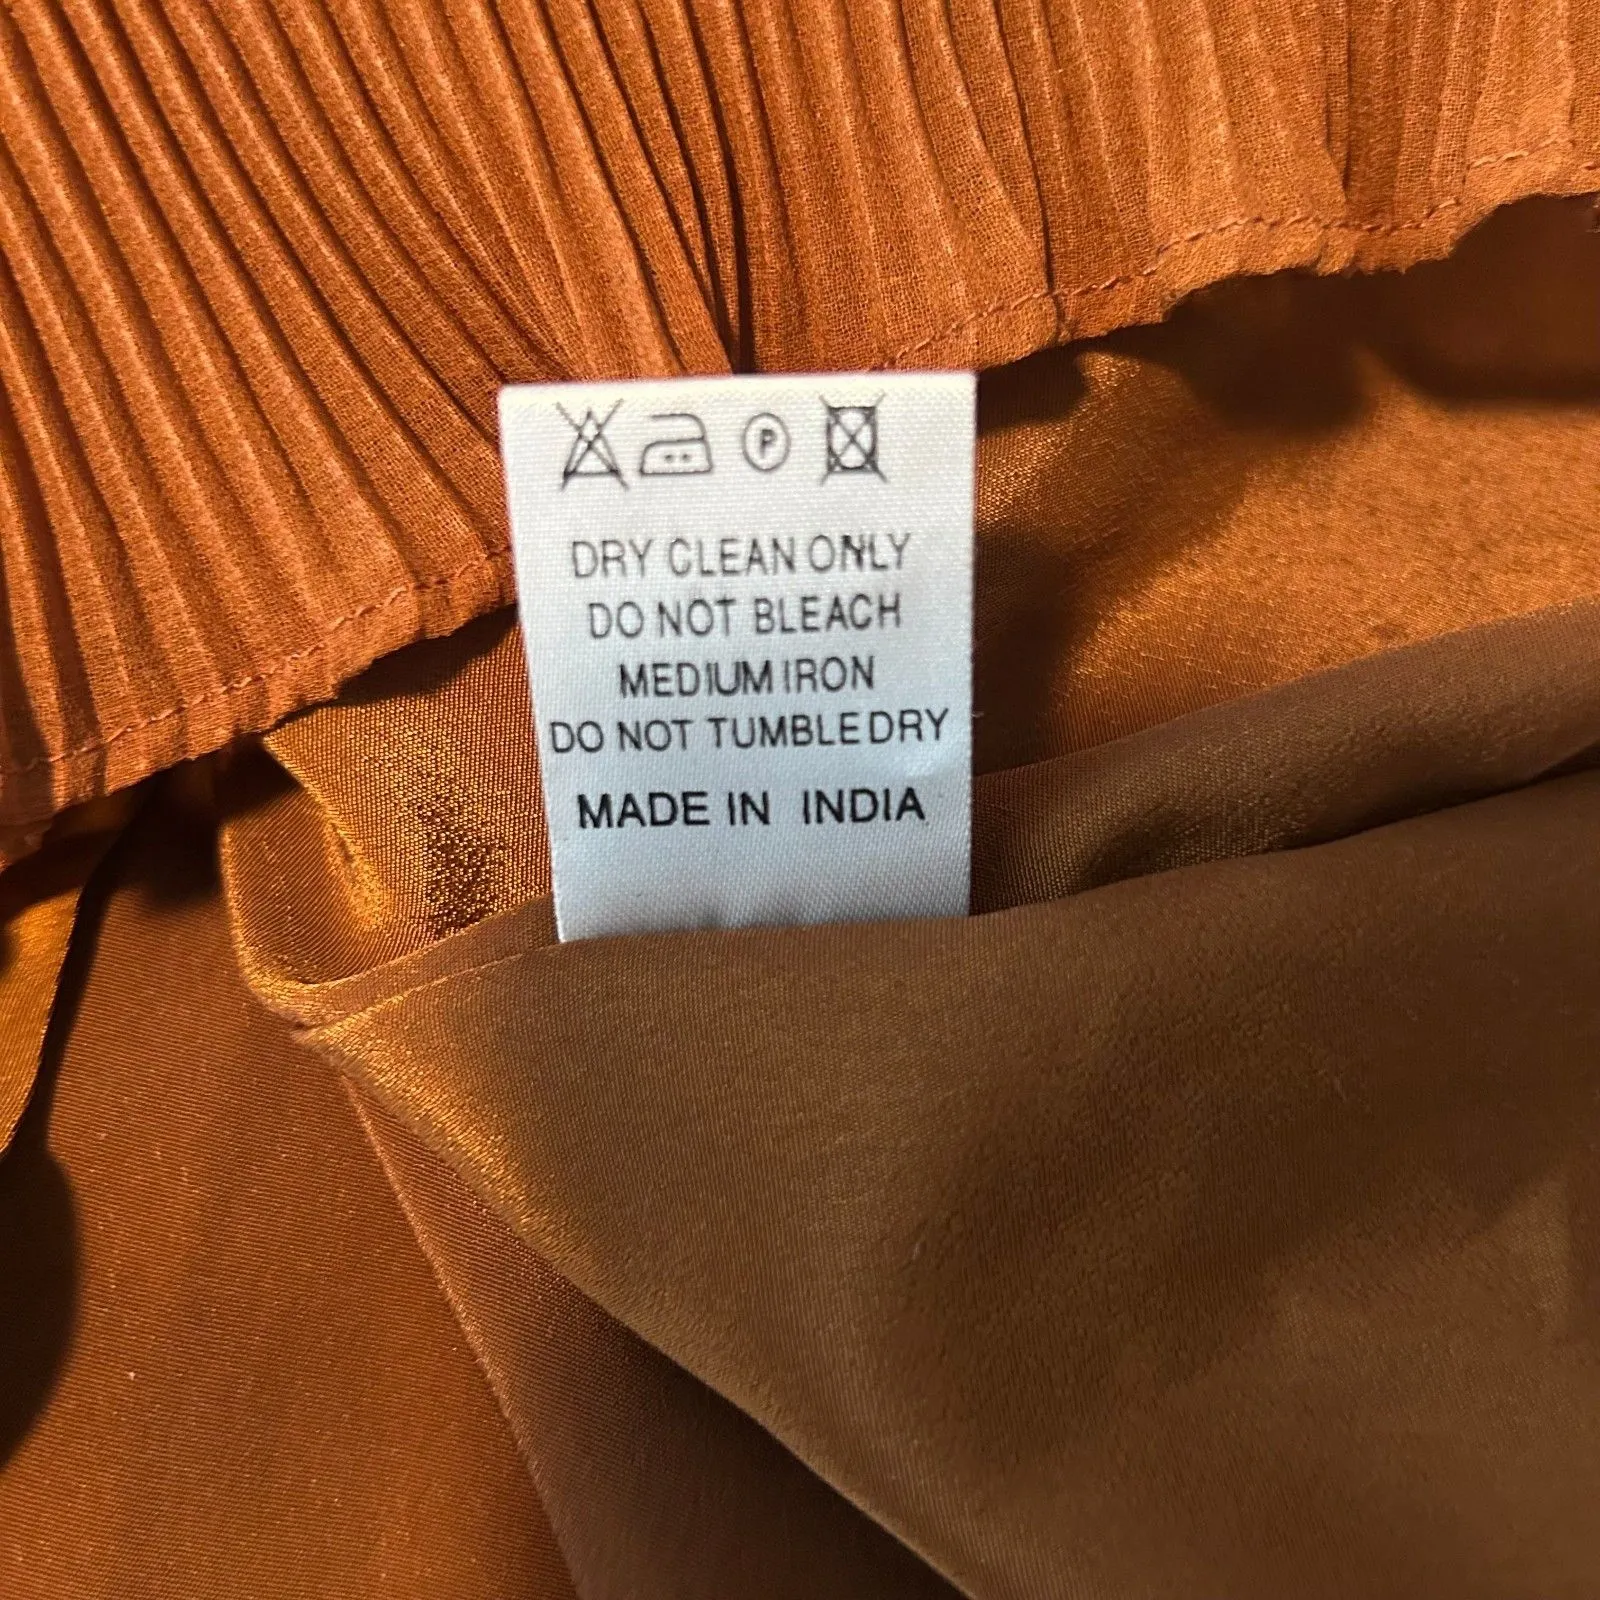 P
DRY CLEAN ONLY
DO NOT BLEACH
MEDIUM IRON
DO NOT TUMBLE DRY
MADE IN INDIA